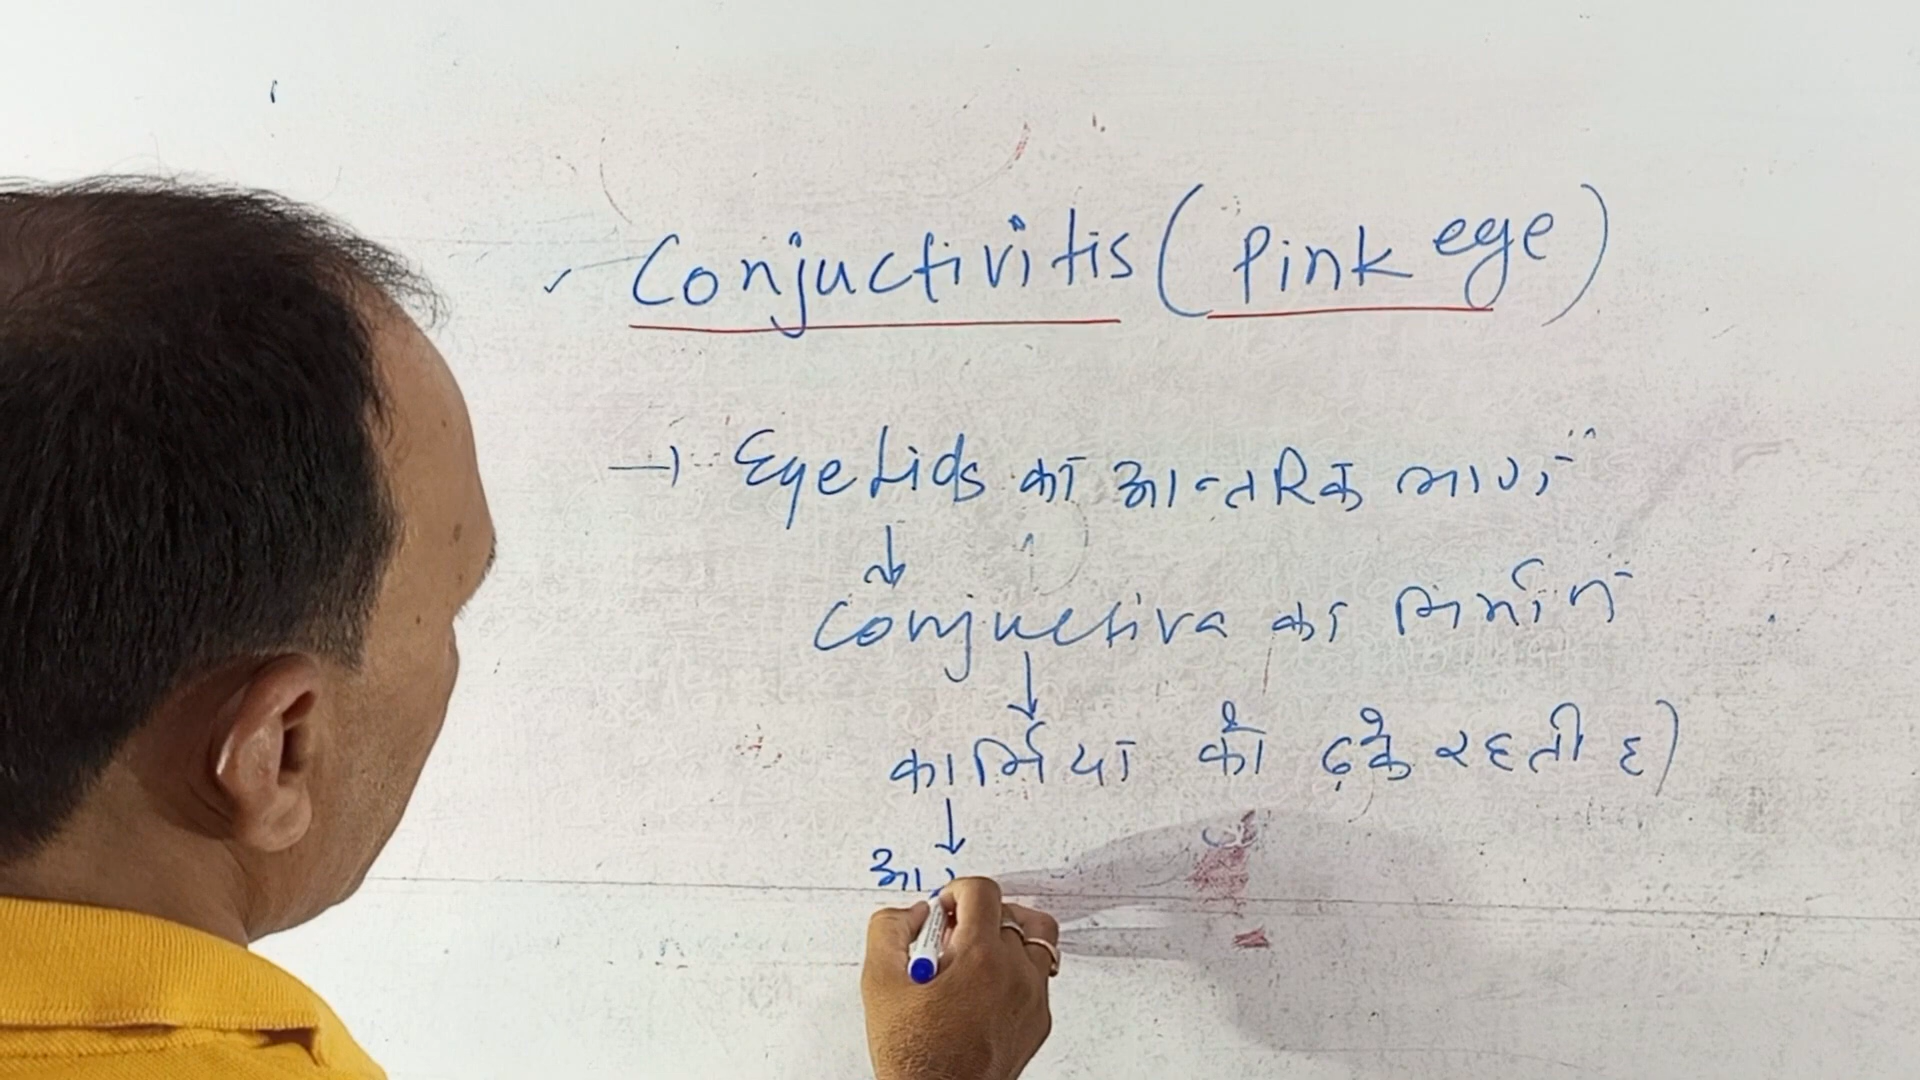 Conjuctivitis (Pink eye)
→ Eyelids का आन्तरिक भाग
↓
Conjuctiva का निर्माण
↓
कार्निया को ढके रहती है)
↓